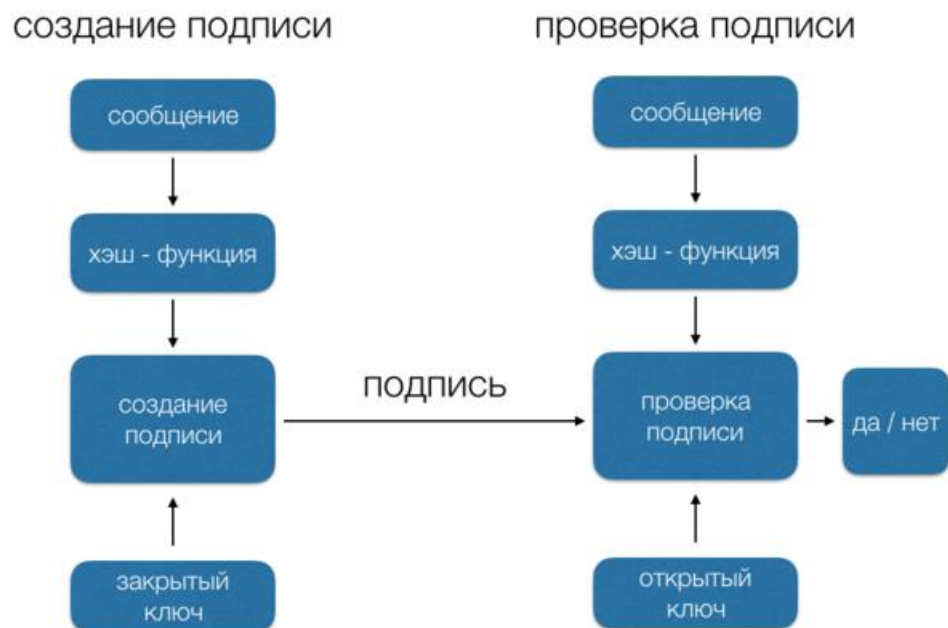 создание подписи
сообщение
хэш - функция
создание
подписи
закрытый
ключ
подпись
проверка подписи
сообщение
хэш - функция
проверка
подписи
открытый
ключ
да / нет